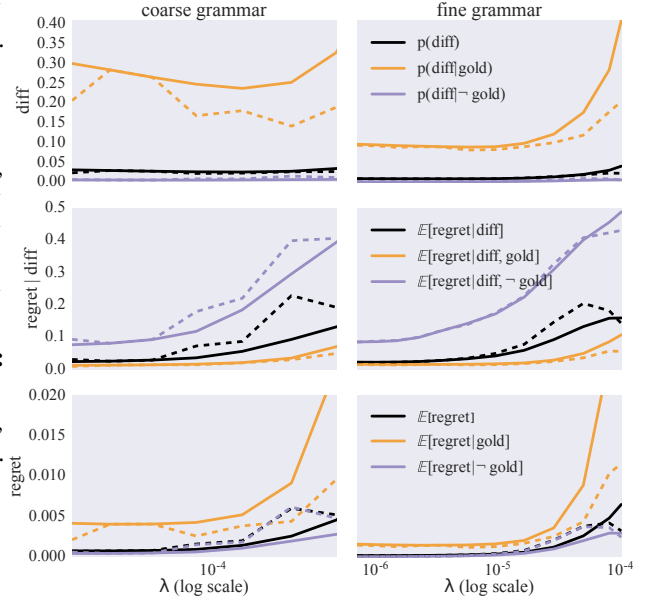 coarse grammar
fine grammar
diff
0.40
0.35
0.30
0.25
0.20
0.15
0.10
0.05
0.00
p(diff)
p(diff|gold)
p(diff|¬ gold)
regret | diff
0.5
0.4
0.3
0.2
0.1
0.0
𝔼[regret|diff]
𝔼[regret|diff, gold]
𝔼[regret|diff, ¬ gold]
regret
0.020
0.015
0.010
0.005
0.000
𝔼[regret]
𝔼[regret|gold]
𝔼[regret|¬ gold]
10⁻⁴
10⁻⁶ 10⁻⁵ 10⁻⁴
λ (log scale)
λ (log scale)